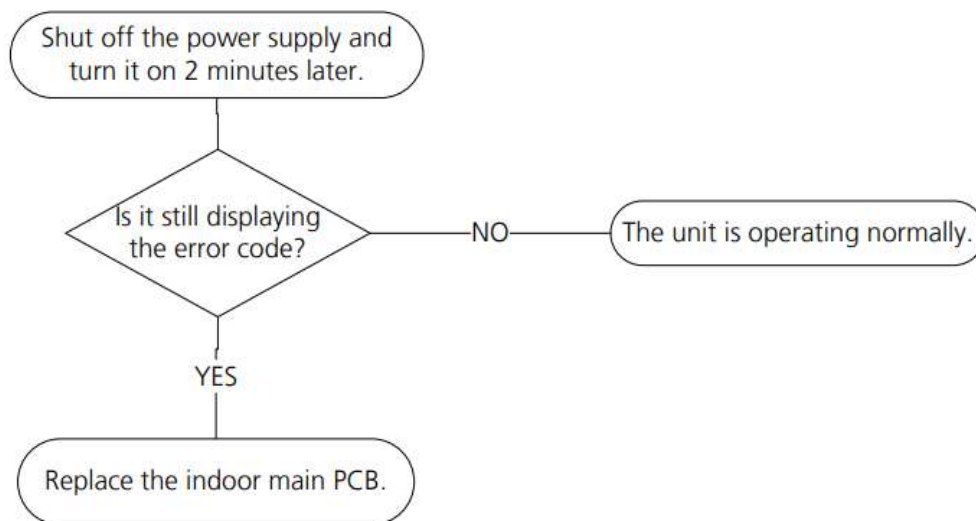 Shut off the power supply and
turn it on 2 minutes later.
Is it still displaying
the error code?
NO
The unit is operating normally.
YES
Replace the indoor main PCB.